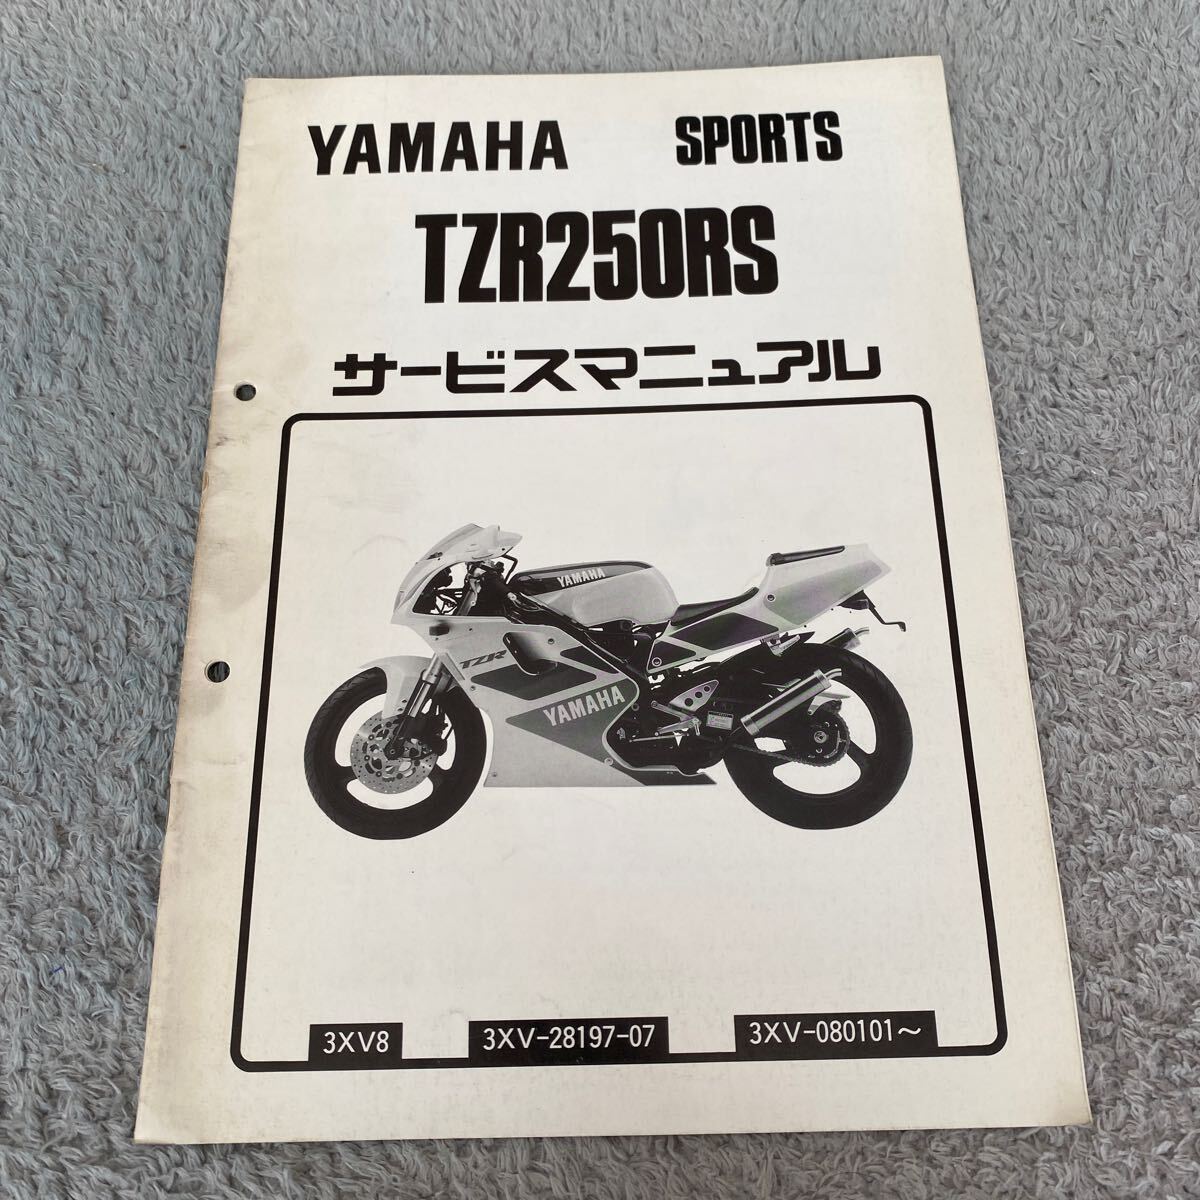 YAMAHA SPORTS
TZR250RS
サービスマニュアル
YAMAHA
TZR
YAMAHA
3XV8 3XV-28197-07 3XV-080101～